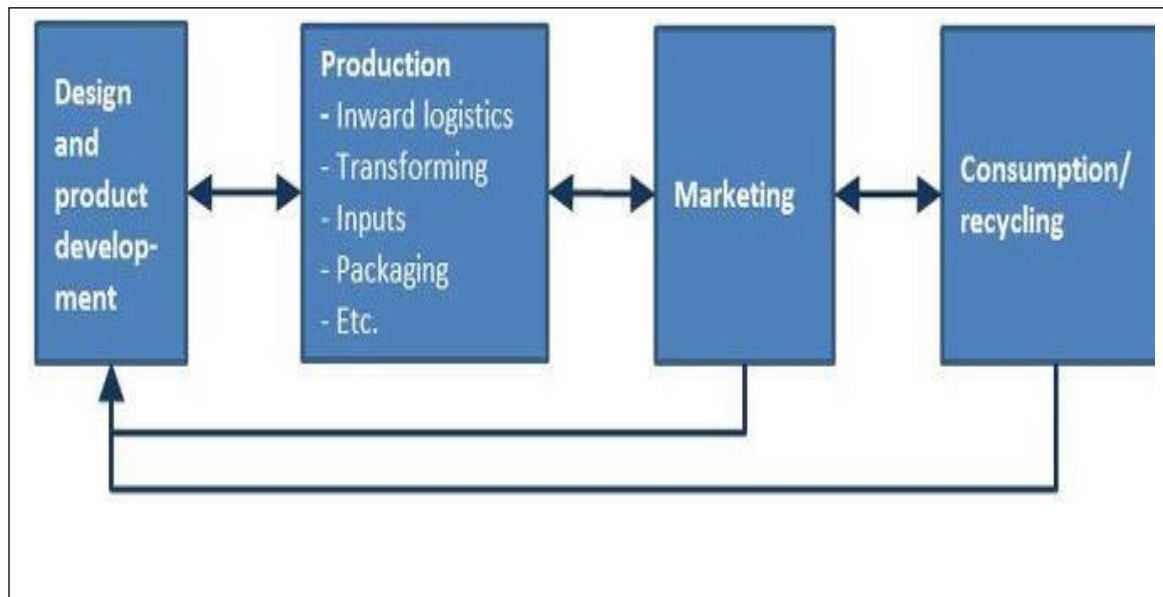 Design
and
product
develop-
ment
Production
- Inward logistics
- Transforming
- Inputs
- Packaging
- Etc.
Marketing
Consumption/
recycling